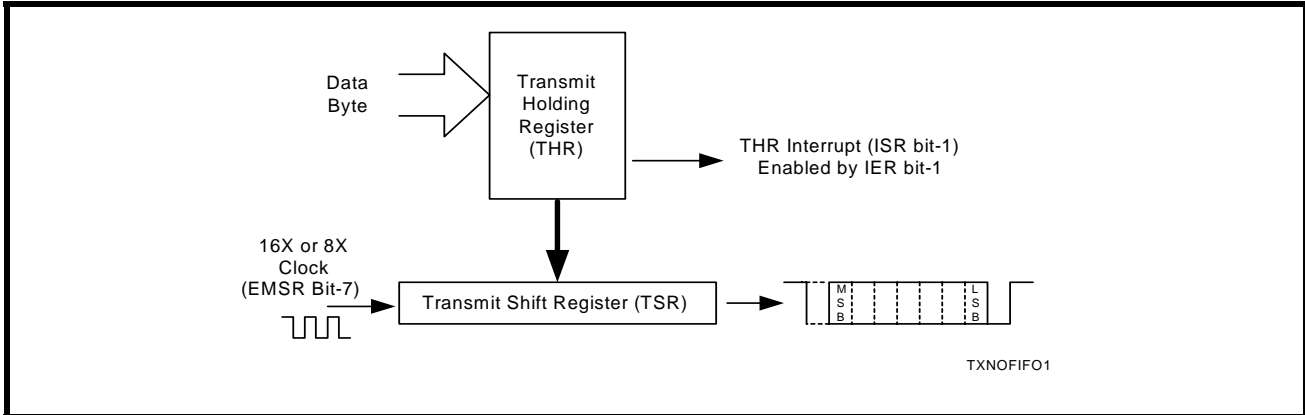 Data
Byte
Transmit
Holding
Register
(THR)
THR Interrupt (ISR bit-1)
Enabled by IER bit-1
16X or 8X
Clock
(EMSR Bit-7)
Transmit Shift Register (TSR)
M
S
B
L
S
B
TXNOFIFO1